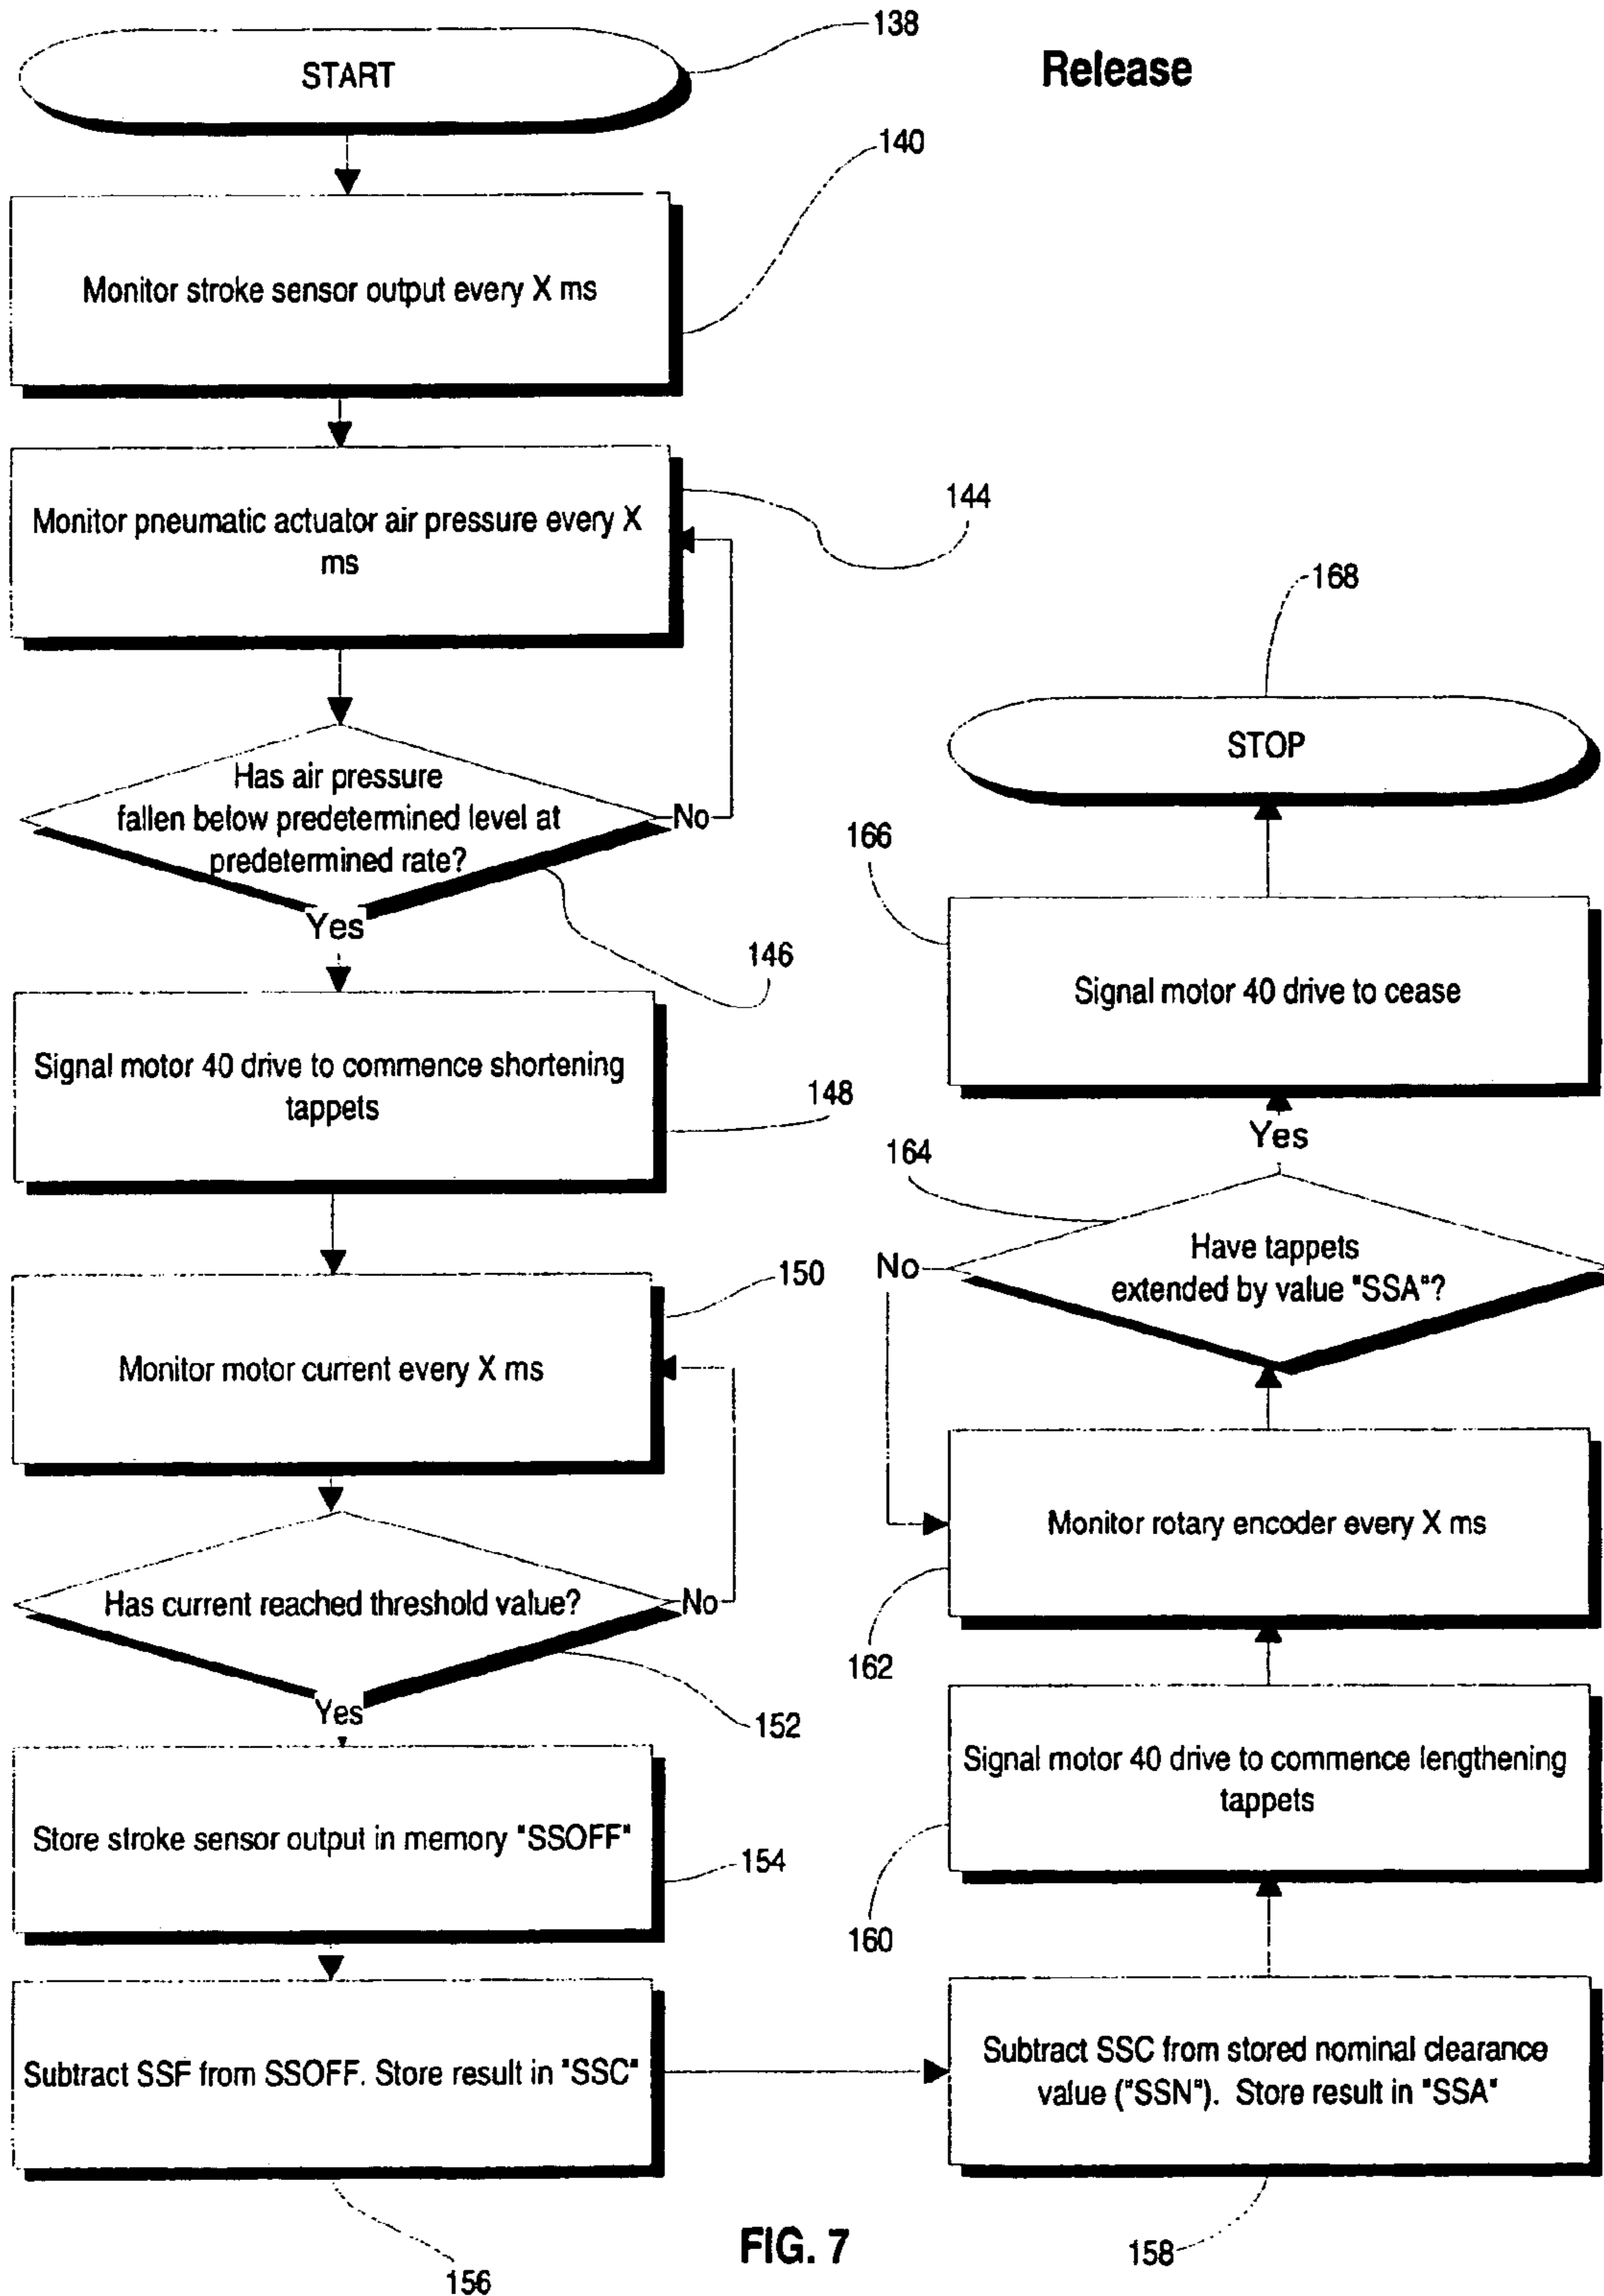 Release
START
138
Monitor stroke sensor output every X ms
140
Monitor pneumatic actuator air pressure every X
ms
144
Has air pressure
fallen below predetermined level at
predetermined rate?
No
Yes
146
Signal motor 40 drive to commence shortening
tappets
148
Monitor motor current every X ms
150
Has current reached threshold value?
No
Yes
152
Store stroke sensor output in memory "SSOFF"
154
Subtract SSF from SSOFF. Store result in "SSC"
156
Subtract SSC from stored nominal clearance
value ("SSN"). Store result in "SSA"
158
Signal motor 40 drive to commence lengthening
tappets
160
Monitor rotary encoder every X ms
162
Have tappets
extended by value "SSA"?
No
Yes
164
Signal motor 40 drive to cease
166
STOP
168
FIG. 7